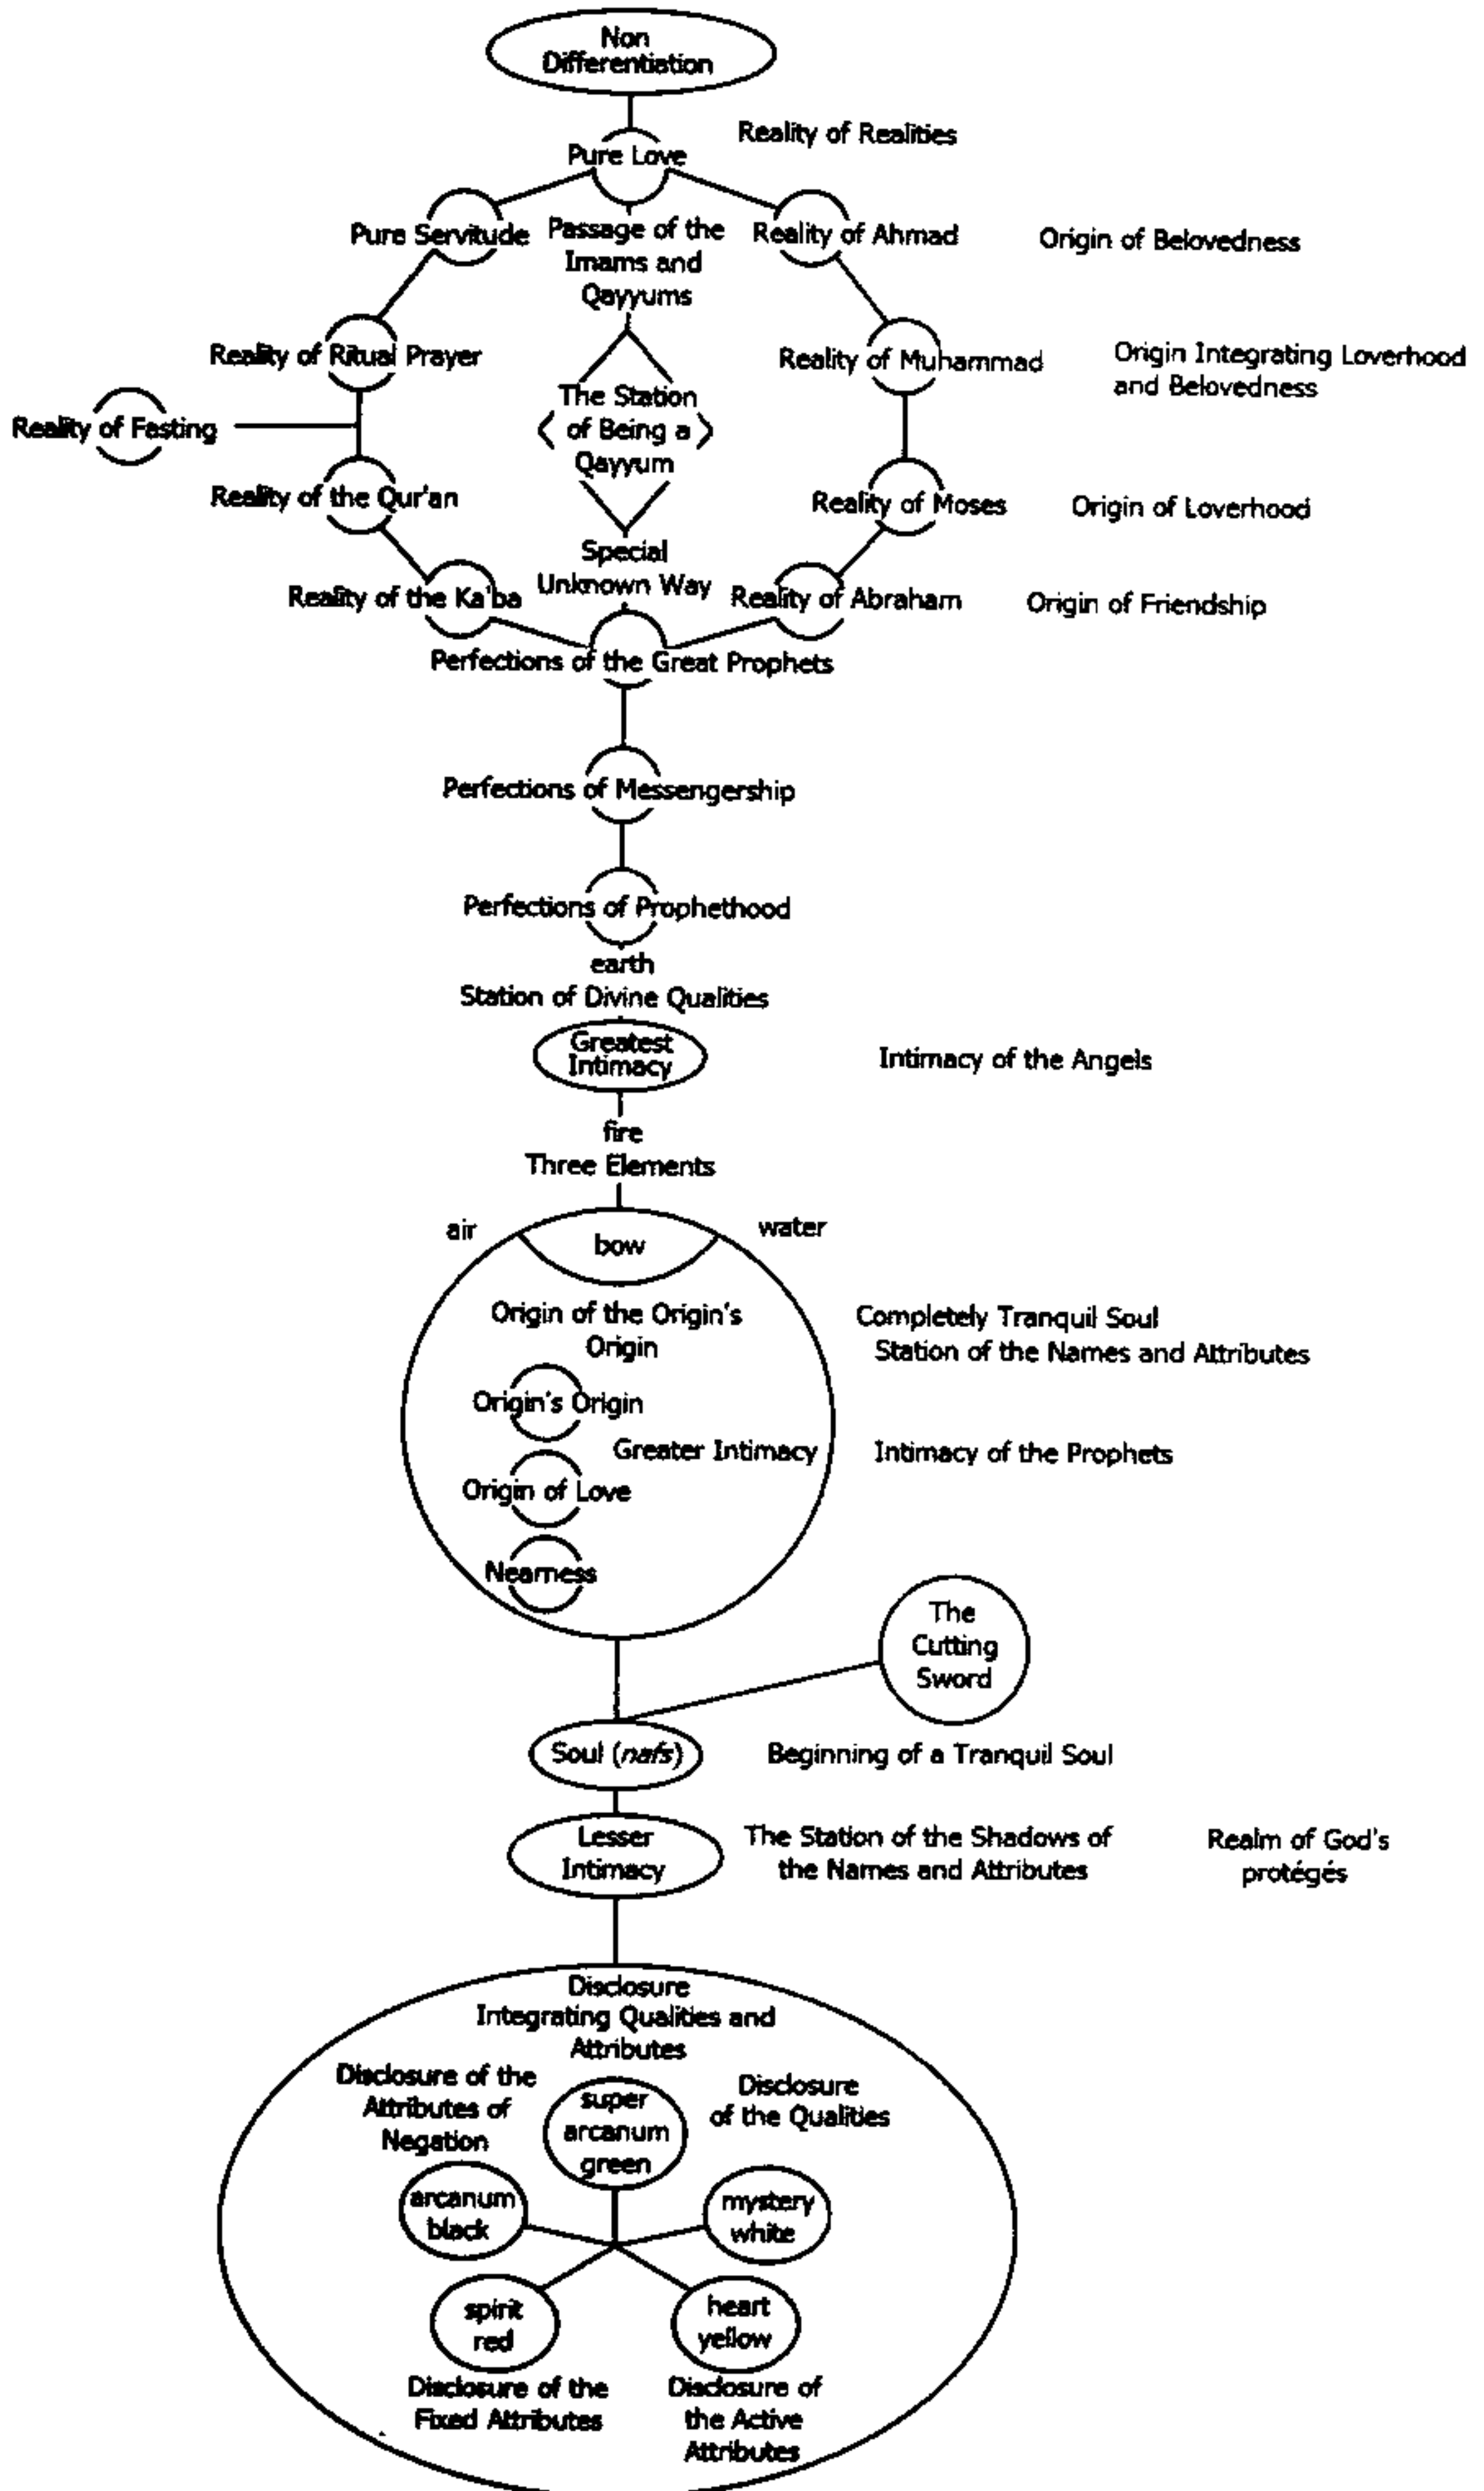 Non
Differentiation
Reality of Realities
Pure Love
Pure Servitude
Passage of the
Imams and
Qayyums
Reality of Ahmad
Origin of Belovedness
Reality of Ritual Prayer
Reality of Muhammad
Origin Integrating Loverhood
and Belovedness
The Station
of Being a
Qayyum
Reality of Fasting
Reality of the Qur'an
Reality of Moses
Origin of Loverhood
Special
Unknown Way
Reality of the Ka'ba
Reality of Abraham
Origin of Friendship
Perfections of the Great Prophets
Perfections of Messengership
Perfections of Prophethood
earth
Station of Divine Qualities
Greatest
Intimacy
Intimacy of the Angels
fire
Three Elements
air
bow
water
Origin of the Origin's
Origin
Completely Tranquil Soul
Station of the Names and Attributes
Origin's Origin
Greater Intimacy
Intimacy of the Prophets
Origin of Love
Nearness
The
Cutting
Sword
Soul (nafs)
Beginning of a Tranquil Soul
Lesser
Intimacy
The Station of the Shadows of
the Names and Attributes
Realm of God's
protégés
Disclosure
Integrating Qualities and
Attributes
Disclosure of the
Attributes of
Negation
super
arcanum
green
Disclosure
of the Qualities
arcanum
black
mystery
white
spirit
red
heart
yellow
Disclosure of the
Fixed Attributes
Disclosure of
the Active
Attributes